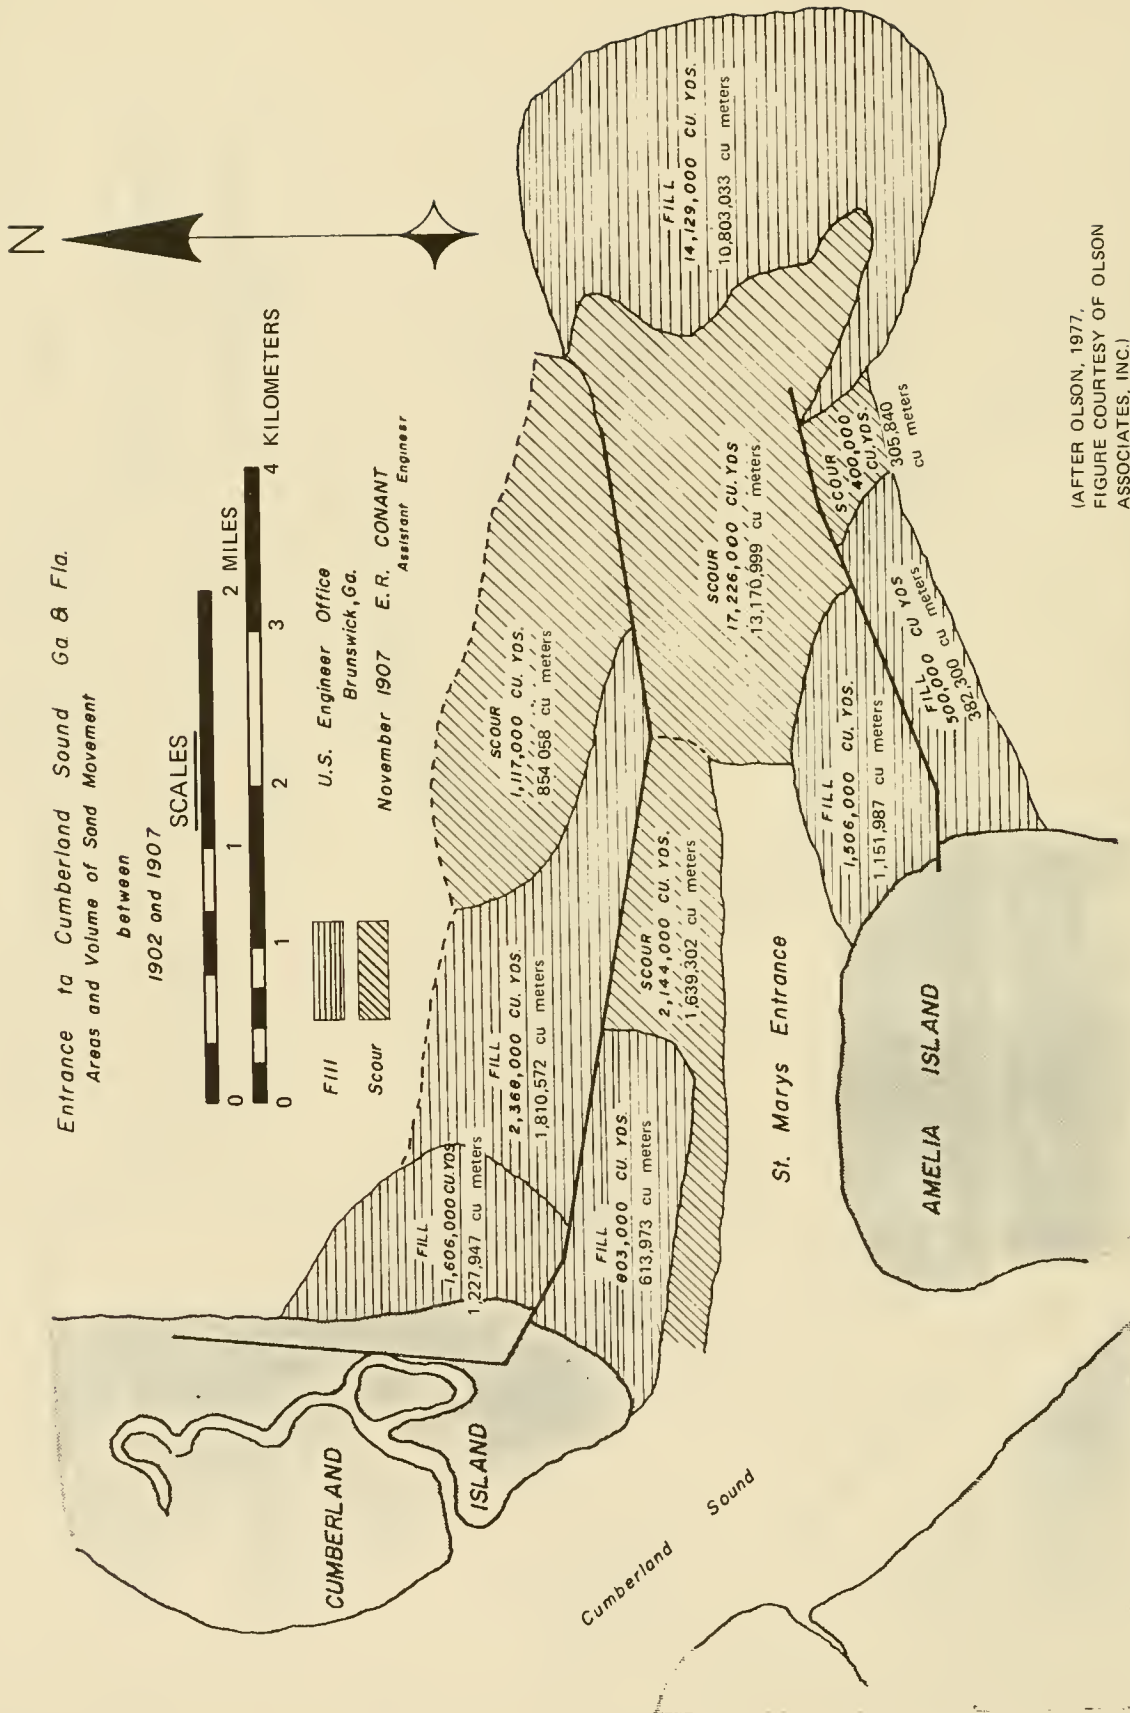 Entrance to Cumberland Sound Ga & Fla.
Areas and Volume of Sand Movement
between
1902 and 1907
SCALES
0 1 2 MILES
0 1 2 3 4 KILOMETERS
Fill
Scour
U.S. Engineer Office
Brunswick, Ga.
November 1907 E.R. CONANT
Assistant Engineer
N
FILL
1,606,000 CU. YDS.
1,227,947 cu meters
FILL
2,368,000 CU. YDS.
1,810,572 cu meters
SCOUR
1,117,000 CU. YDS.
854 058 cu meters
FILL
14,129,000 CU. YDS.
10,803,033 cu meters
FILL
803,000 CU. YDS.
613,973 cu meters
SCOUR
2,144,000 CU. YDS.
1,639,302 cu meters
SCOUR
17,226,000 CU. YDS
13,170,999 cu meters
SCOUR
400,000
CU. YDS.
305,840
cu meters
FILL
1,506,000 CU. YDS.
1,151,987 cu meters
FILL
500,000 CU YDS
382,300 cu meters
CUMBERLAND
ISLAND
St. Marys Entrance
AMELIA ISLAND
Cumberland Sound
(AFTER OLSON, 1977,
FIGURE COURTESY OF OLSON
ASSOCIATES, INC.)